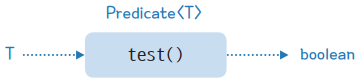 Predicate〈T〉
T
test()
boolean